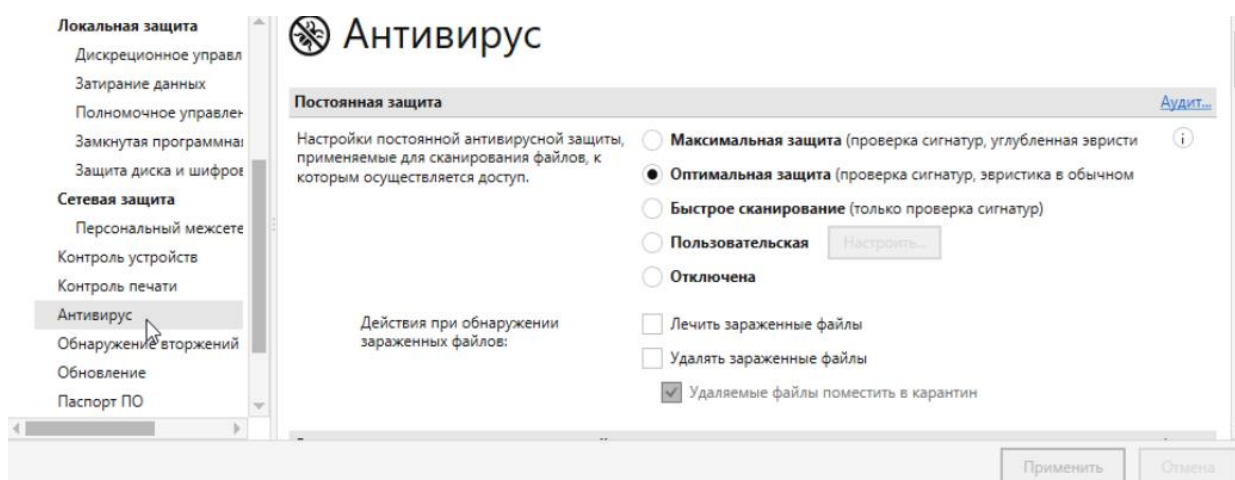 Локальная защита
Дискреционное управл
Затирание данных
Полномочное управлен
Замкнутая программна
Защита диска и шифров
Сетевая защита
Персональный межсете
Контроль устройств
Контроль печати
Антивирус
Обнаружение вторжений
Обновление
Паспорт ПО
Антивирус
Постоянная защита
Аудит...
Настройки постоянной антивирусной защиты,
применяемые для сканирования файлов, к
которым осуществляется доступ.
Максимальная защита (проверка сигнатур, углубленная эвристи
Оптимальная защита (проверка сигнатур, эвристика в обычном
Быстрое сканирование (только проверка сигнатур)
Пользовательская
Настроить...
Отключена
Действия при обнаружении
зараженных файлов:
Лечить зараженные файлы
Удалять зараженные файлы
Удаляемые файлы поместить в карантин
Применить
Отмена